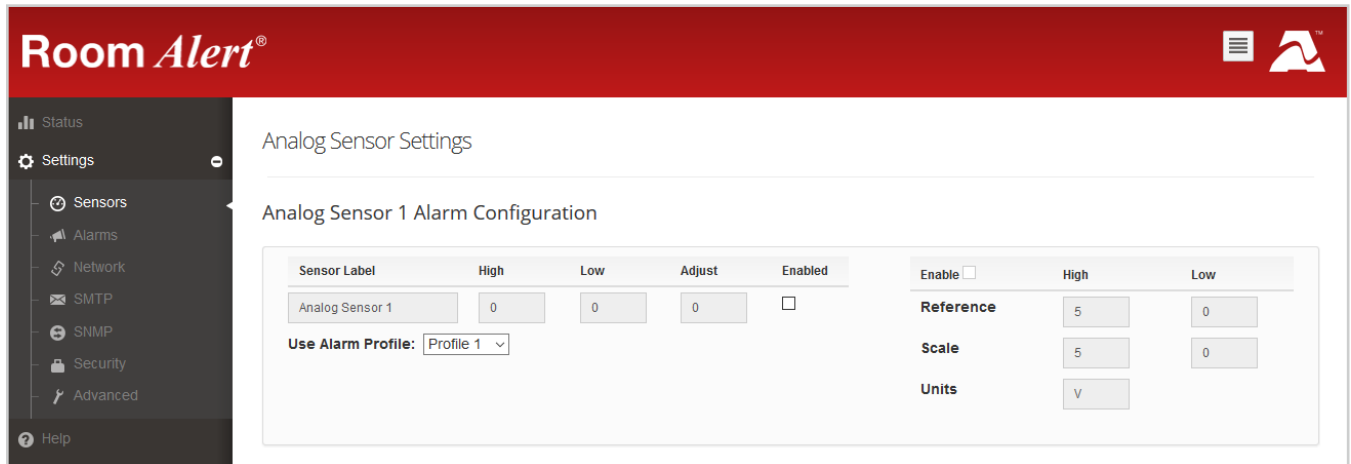 Room Alert®
TM
Status
Settings
Sensors
Alarms
Network
SMTP
SNMP
Security
Advanced
Help
Analog Sensor Settings
Analog Sensor 1 Alarm Configuration
Sensor Label High Low Adjust Enabled
Analog Sensor 1 0 0 0
Use Alarm Profile: Profile 1
Enable High Low
Reference 5 0
Scale 5 0
Units V